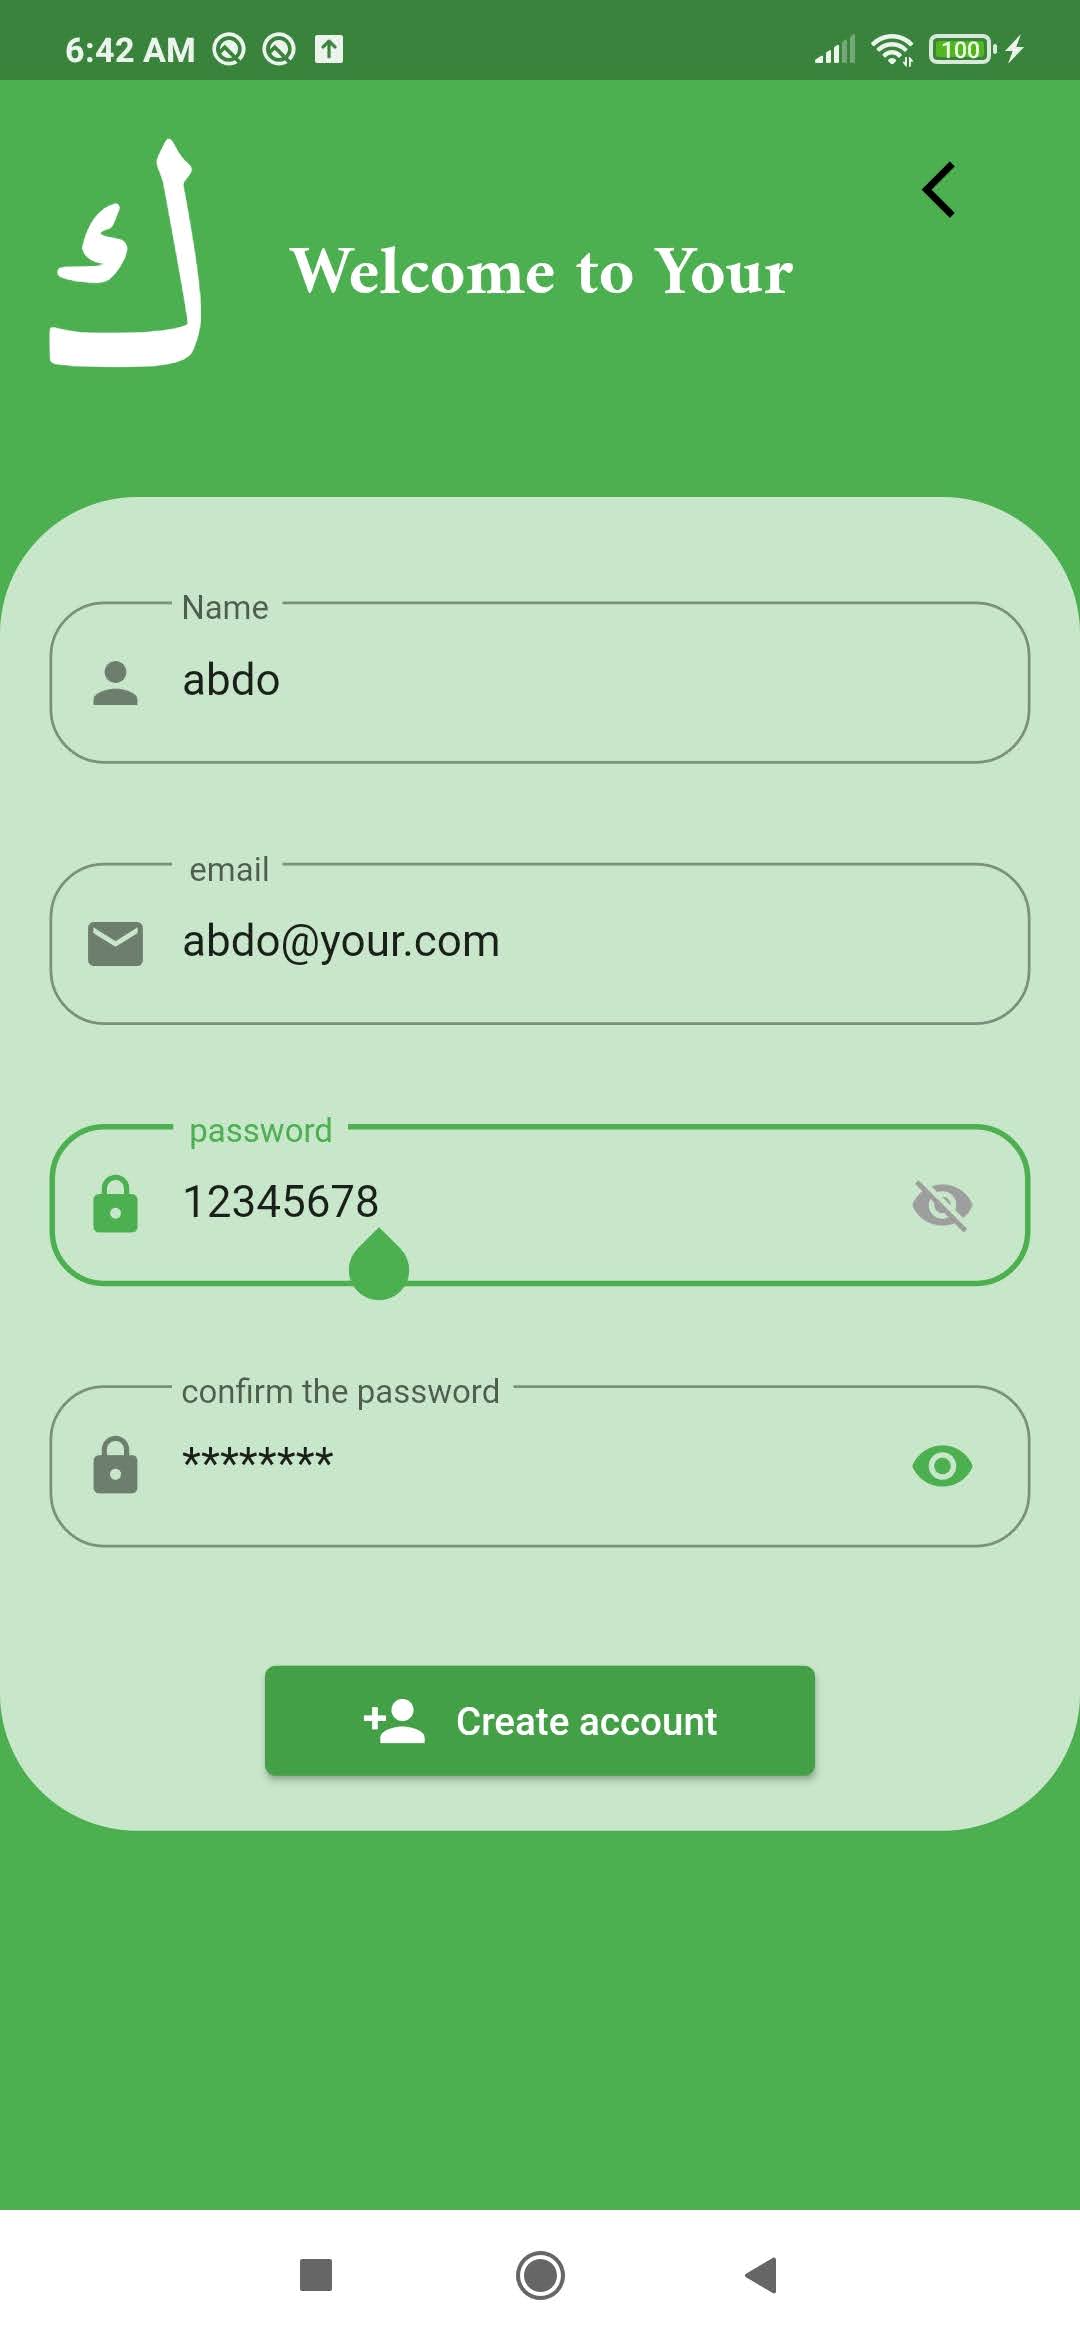 6:42 AM
100
ك
Welcome to Your
Name
abdo
email
abdo@your.com
password
12345678
confirm the password
********
Create account